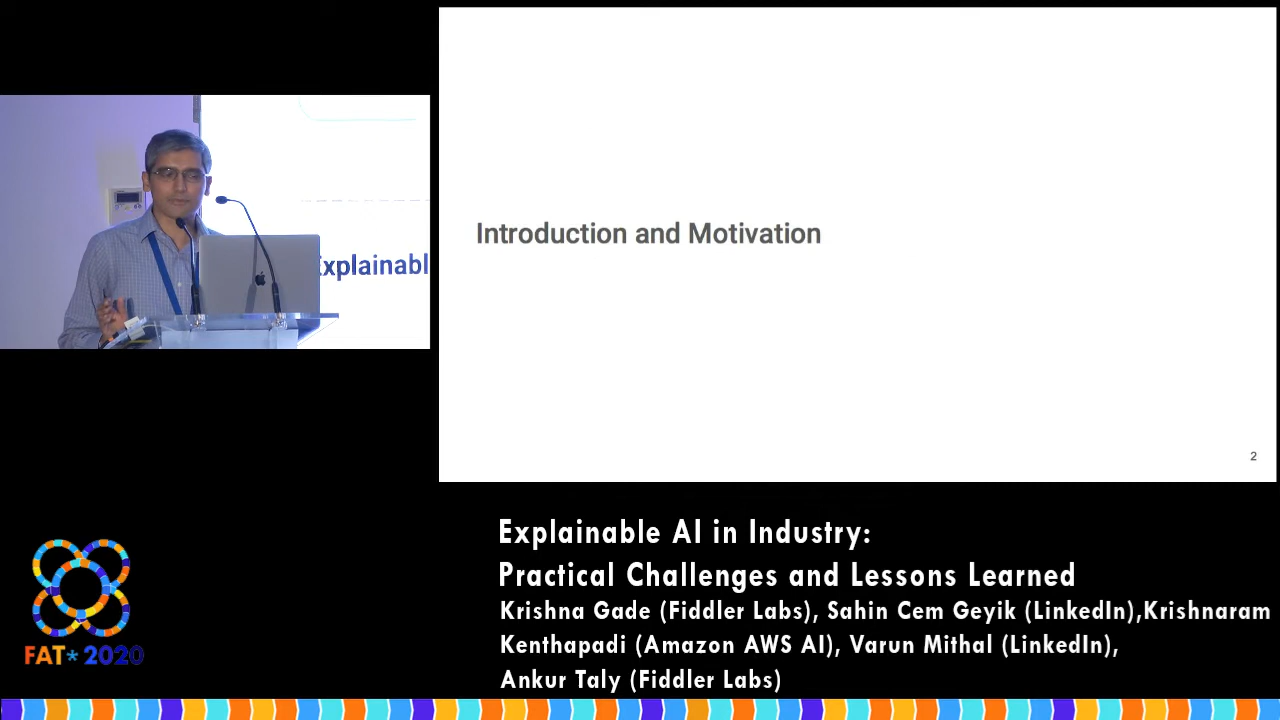 Introduction and Motivation
Explainabl
2
Explainable AI in Industry:
Practical Challenges and Lessons Learned
Krishna Gade (Fiddler Labs), Sahin Cem Geyik (LinkedIn),Krishnaram
Kenthapadi (Amazon AWS AI), Varun Mithal (LinkedIn),
Ankur Taly (Fiddler Labs)
FAT* 2020